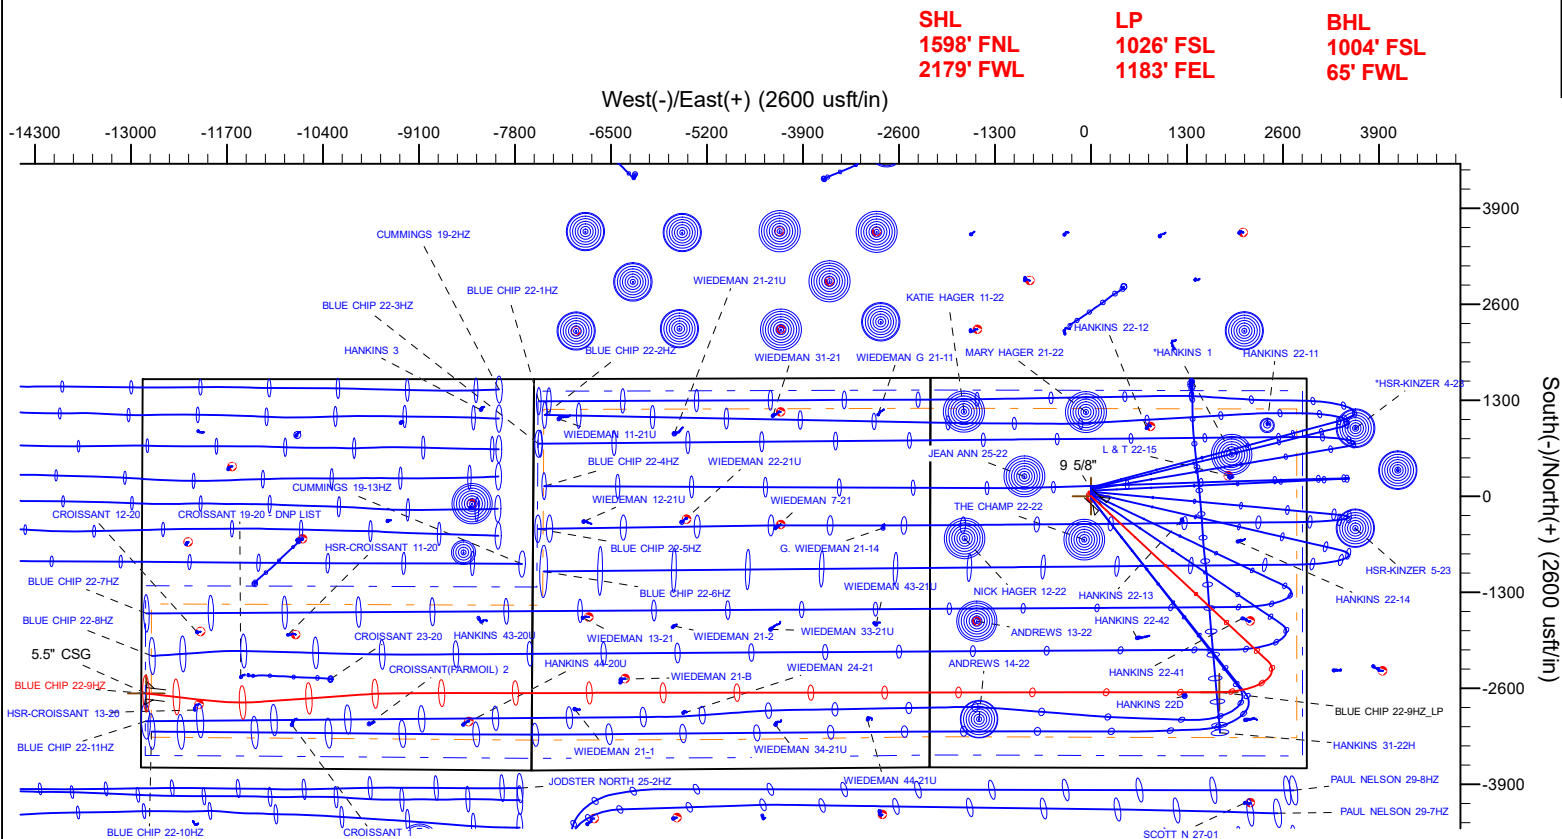 SHL
1598' FNL
2179' FWL
LP
1026' FSL
1183' FEL
BHL
1004' FSL
65' FWL
West(-)/East(+) (2600 usft/in)
-14300 -13000 -11700 -10400 -9100 -7800 -6500 -5200 -3900 -2600 -1300 0 1300 2600 3900
3900
2600
1300
0
-1300
-2600
-3900
South(-)/North(+) (2600 usft/in)
CUMMINGS 19-2HZ
BLUE CHIP 22-1HZ
WIEDEMAN 21-21U
BLUE CHIP 22-3HZ
KATIE HAGER 11-22
HANKINS 22-12
HANKINS 3
BLUE CHIP 22-2HZ
WIEDEMAN 31-21
WIEDEMAN G 21-11
MARY HAGER 21-22
*HANKINS 1
HANKINS 22-11
*HSR-KINZER 4-23
WIEDEMAN 11-21U
JEAN ANN 25-22
L & T 22-15
BLUE CHIP 22-4HZ
WIEDEMAN 22-21U
9 5/8"
CUMMINGS 19-13HZ
WIEDEMAN 12-21U
WIEDEMAN 7-21
THE CHAMP 22-22
CROISSANT 12-20
CROISSANT 19-20 - DNP LIST
HSR-CROISSANT 11-20
BLUE CHIP 22-5HZ
G. WIEDEMAN 21-14
HSR-KINZER 5-23
BLUE CHIP 22-7HZ
BLUE CHIP 22-6HZ
WIEDEMAN 43-21U
NICK HAGER 12-22
HANKINS 22-13
HANKINS 22-14
BLUE CHIP 22-8HZ
CROISSANT 23-20
HANKINS 43-20U
WIEDEMAN 13-21
WIEDEMAN 21-2
WIEDEMAN 33-21U
ANDREWS 13-22
HANKINS 22-42
5.5" CSG
CROISSANT(FARMOIL) 2
HANKINS 44-20U
WIEDEMAN 24-21
ANDREWS 14-22
HANKINS 22-41
BLUE CHIP 22-9HZ
WIEDEMAN 21-B
HANKINS 22D
HSR-CROISSANT 13-20
BLUE CHIP 22-9HZ_LP
BLUE CHIP 22-11HZ
WIEDEMAN 21-1
WIEDEMAN 34-21U
HANKINS 31-22H
JODSTER NORTH 25-2HZ
WIEDEMAN 44-21U
PAUL NELSON 29-8HZ
PAUL NELSON 29-7HZ
BLUE CHIP 22-10HZ
CROISSANT 1
SCOTT N 27-01